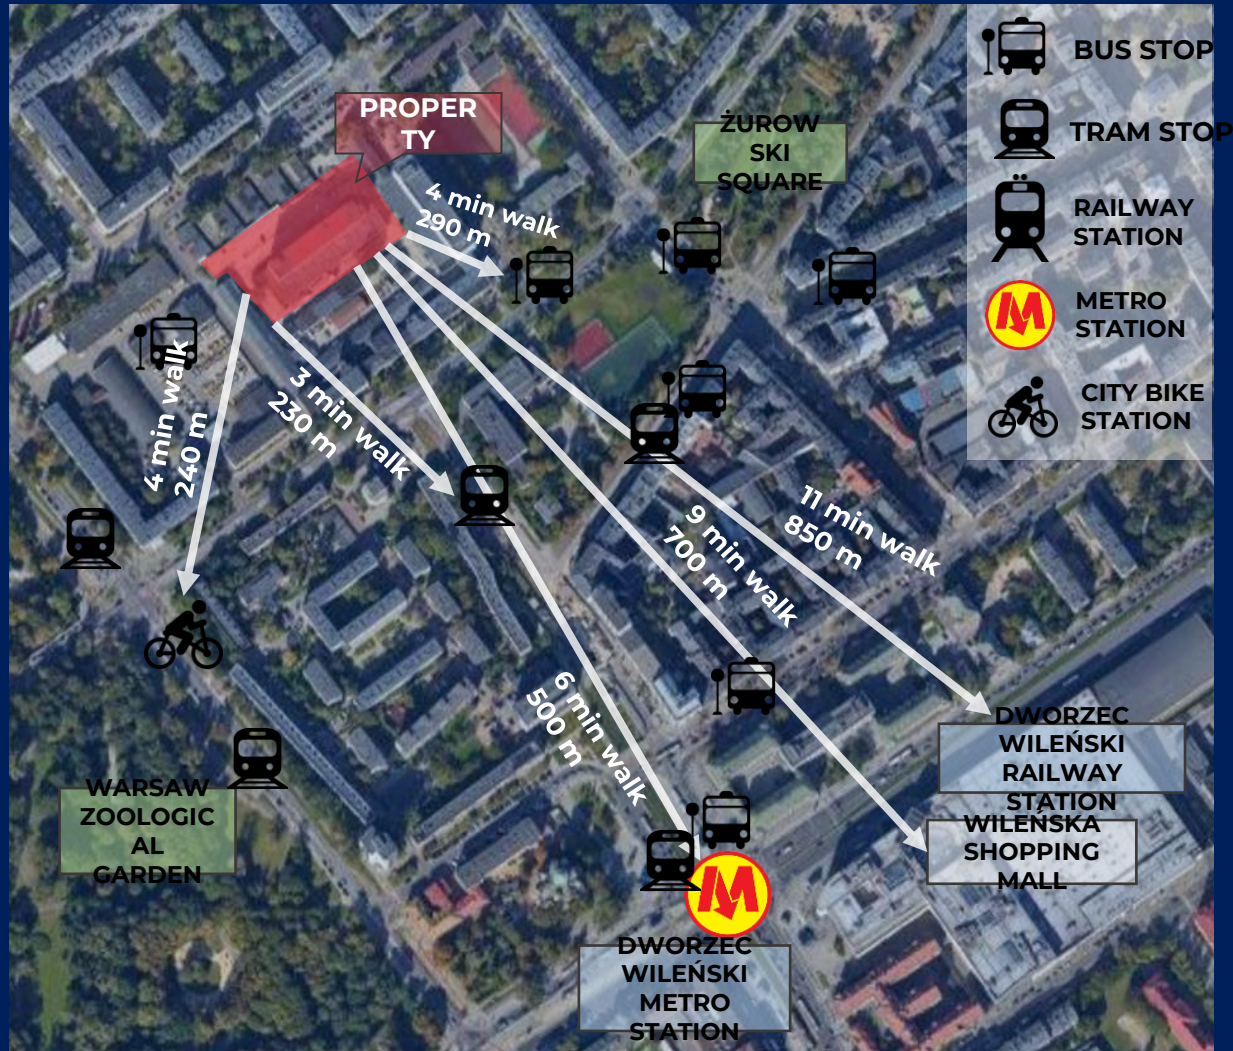 PROPER
TY
ŻUROW
SKI
SQUARE
BUS STOP
TRAM STOP
RAILWAY
STATION
METRO
STATION
CITY BIKE
STATION
4 min walk
290 m
4 min walk
240 m
3 min walk
230 m
6 min walk
500 m
9 min walk
700 m
11 min walk
850 m
DWORZEC
WILEŃSKI
RAILWAY
STATION
WILEŃSKA
SHOPPING
MALL
WARSAW
ZOOLOGIC
AL
GARDEN
M
M
DWORZEC
WILEŃSKI
METRO
STATION